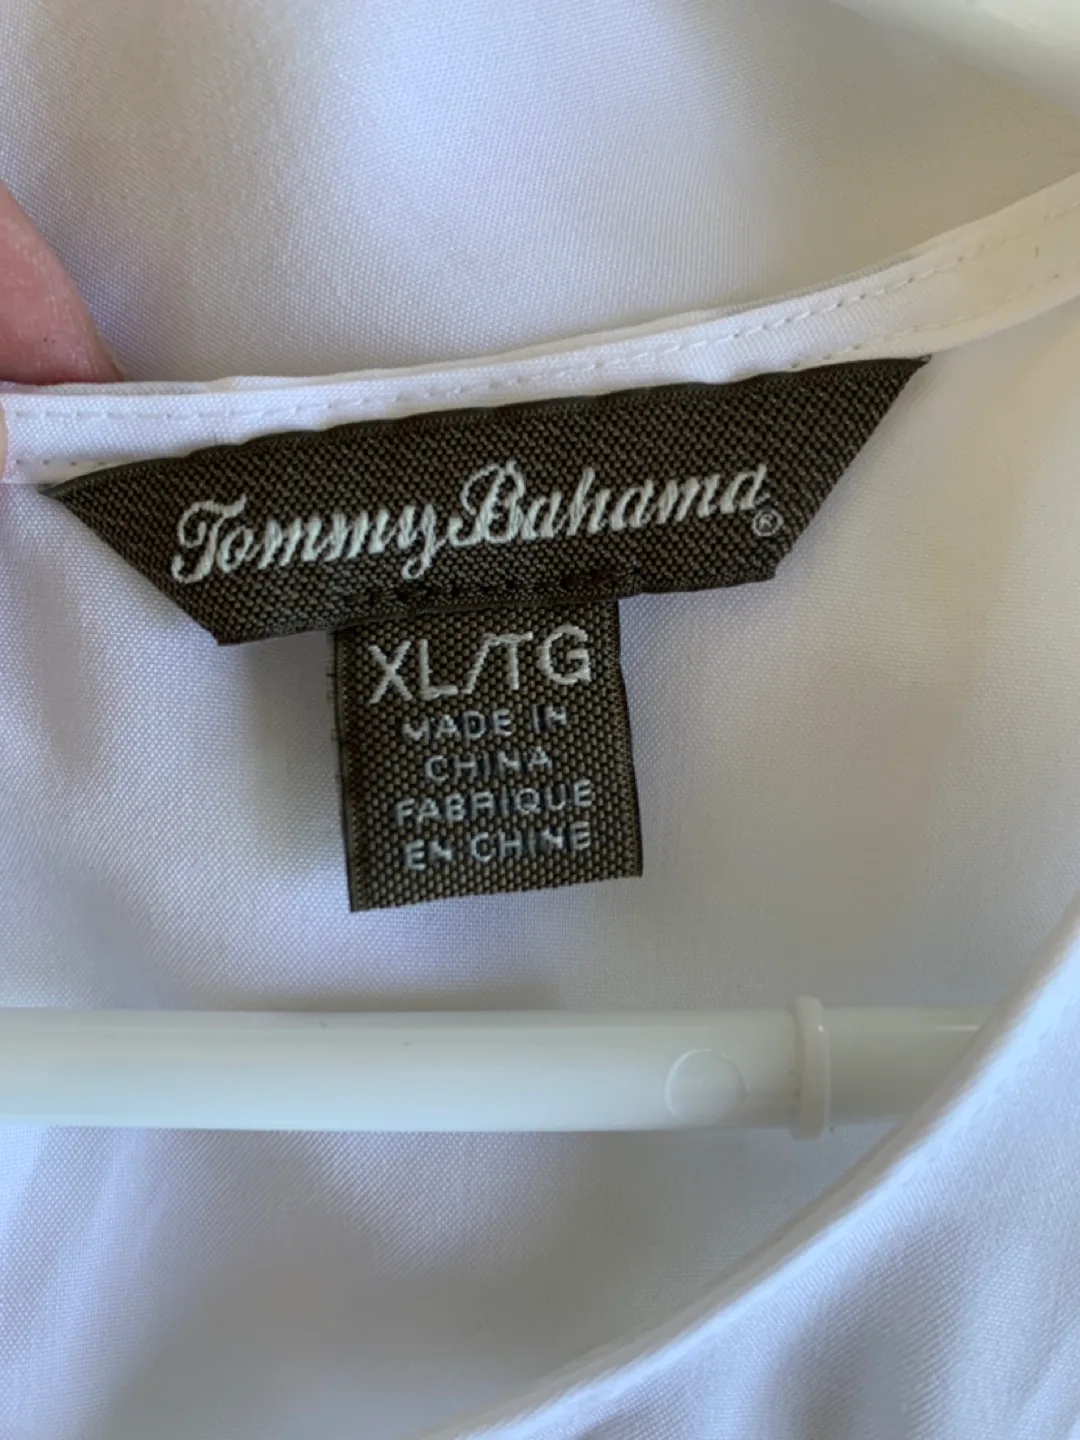 Tommy Bahama®
XL/TG
MADE IN
CHINA
FABRIQUE
EN CHINE